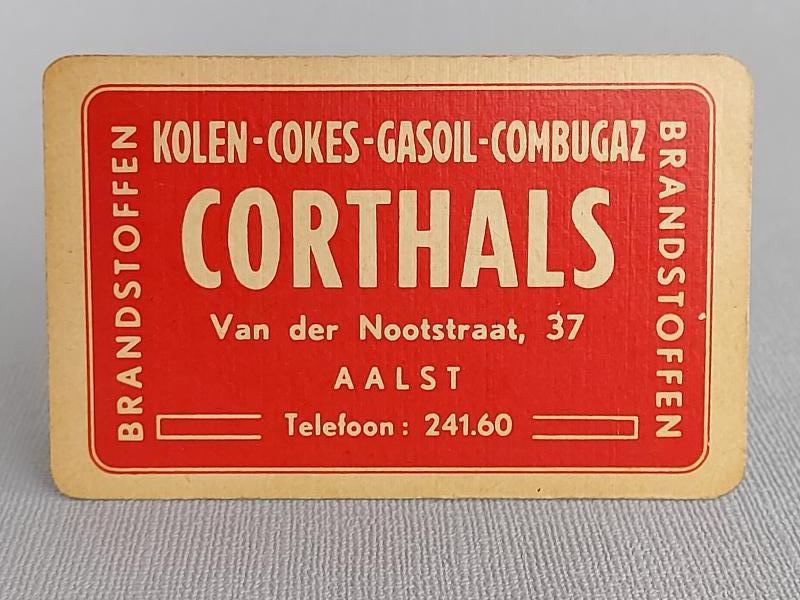 KOLEN-COKES-GASOIL-COMBUGAZ
BRANDSTOFFEN
CORTHALS
BRANDSTOFFEN
Van der Nootstraat, 37
AALST
Telefoon: 241.60